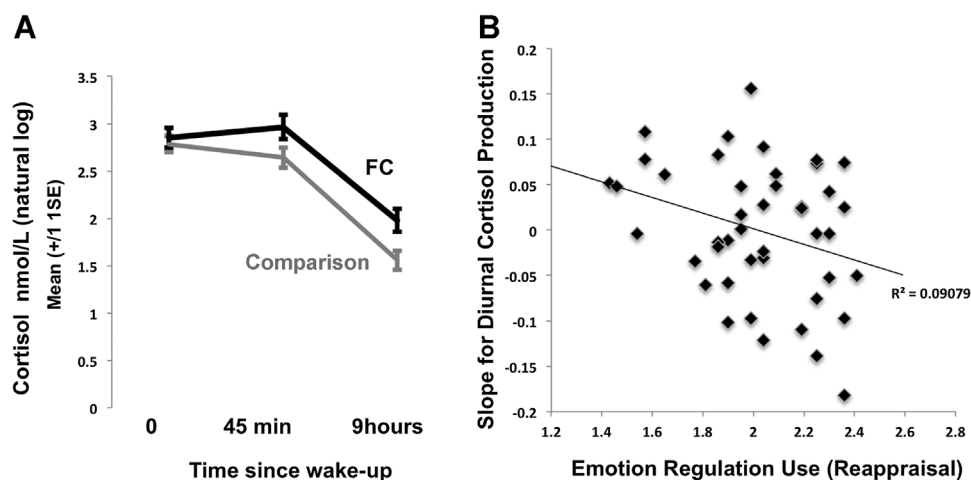 A
Cortisol nmol/L (natural log)
Mean (+/1 1SE)
3.5
3
2.5
2
1.5
1
0.5
0
FC
Comparison
0 45 min 9hours
Time since wake-up
B
Slope for Diurnal Cortisol Production
0.2
0.15
0.1
0.05
0
-0.05
-0.1
-0.15
-0.2
R² = 0.09079
1.2 1.4 1.6 1.8 2 2.2 2.4 2.6 2.8
Emotion Regulation Use (Reappraisal)